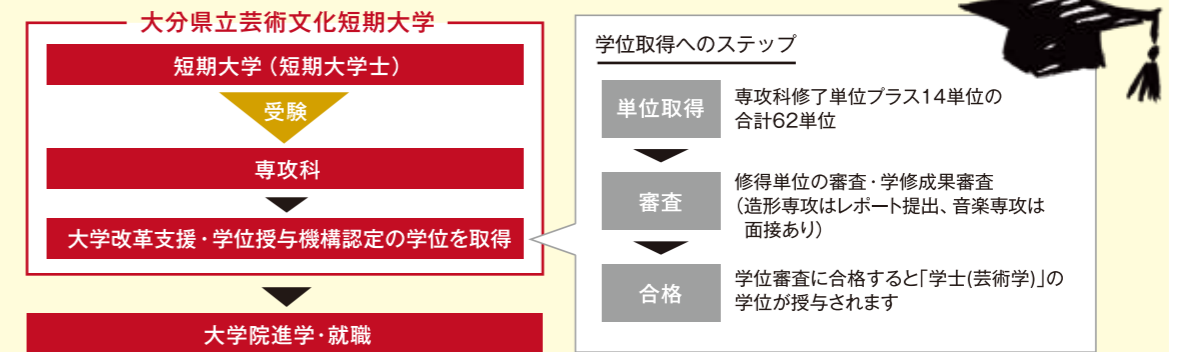 大分県立芸術文化短期大学
短期大学（短期大学士）
受験
専攻科
大学改革支援・学位授与機構認定の学位を取得
大学院進学・就職
学位取得へのステップ
単位取得
専攻科修了単位プラス14単位の
合計62単位
審査
修得単位の審査・学修成果審査
（造形専攻はレポート提出、音楽専攻は
面接あり）
合格
学位審査に合格すると「学士(芸術学)」の
学位が授与されます